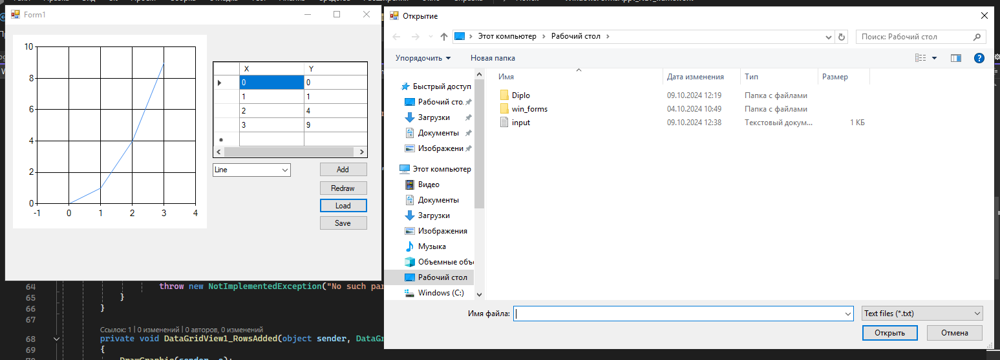 Form1
10
8
6
4
2
0
-1 0 1 2 3 4
X Y
0 0
1 1
2 4
3 9
Line
Add
Redraw
Load
Save
64 throw new NotImplementedException("No such par
65 }
66 }
67
Ссылок: 1 | 0 изменений | 0 авторов, 0 изменений
68 private void DataGridView1_RowsAdded(object sender, DataGr
69 {
Открытие
Этот компьютер Рабочий стол
Поиск: Рабочий стол
Упорядочить Новая папка
Имя Дата изменения Тип Размер
Diplo 09.10.2024 12:19 Папка с файлами
win_forms 04.10.2024 10:49 Папка с файлами
input 09.10.2024 12:38 Текстовый докум... 1 КБ
Быстрый доступ
Рабочий сто
Загрузки
Документы
Изображени
Этот компьютер
Видео
Документы
Загрузки
Изображения
Музыка
Объемные объ
Рабочий стол
Windows (C:)
Имя файла:
Text files (*.txt)
Открыть Отмена